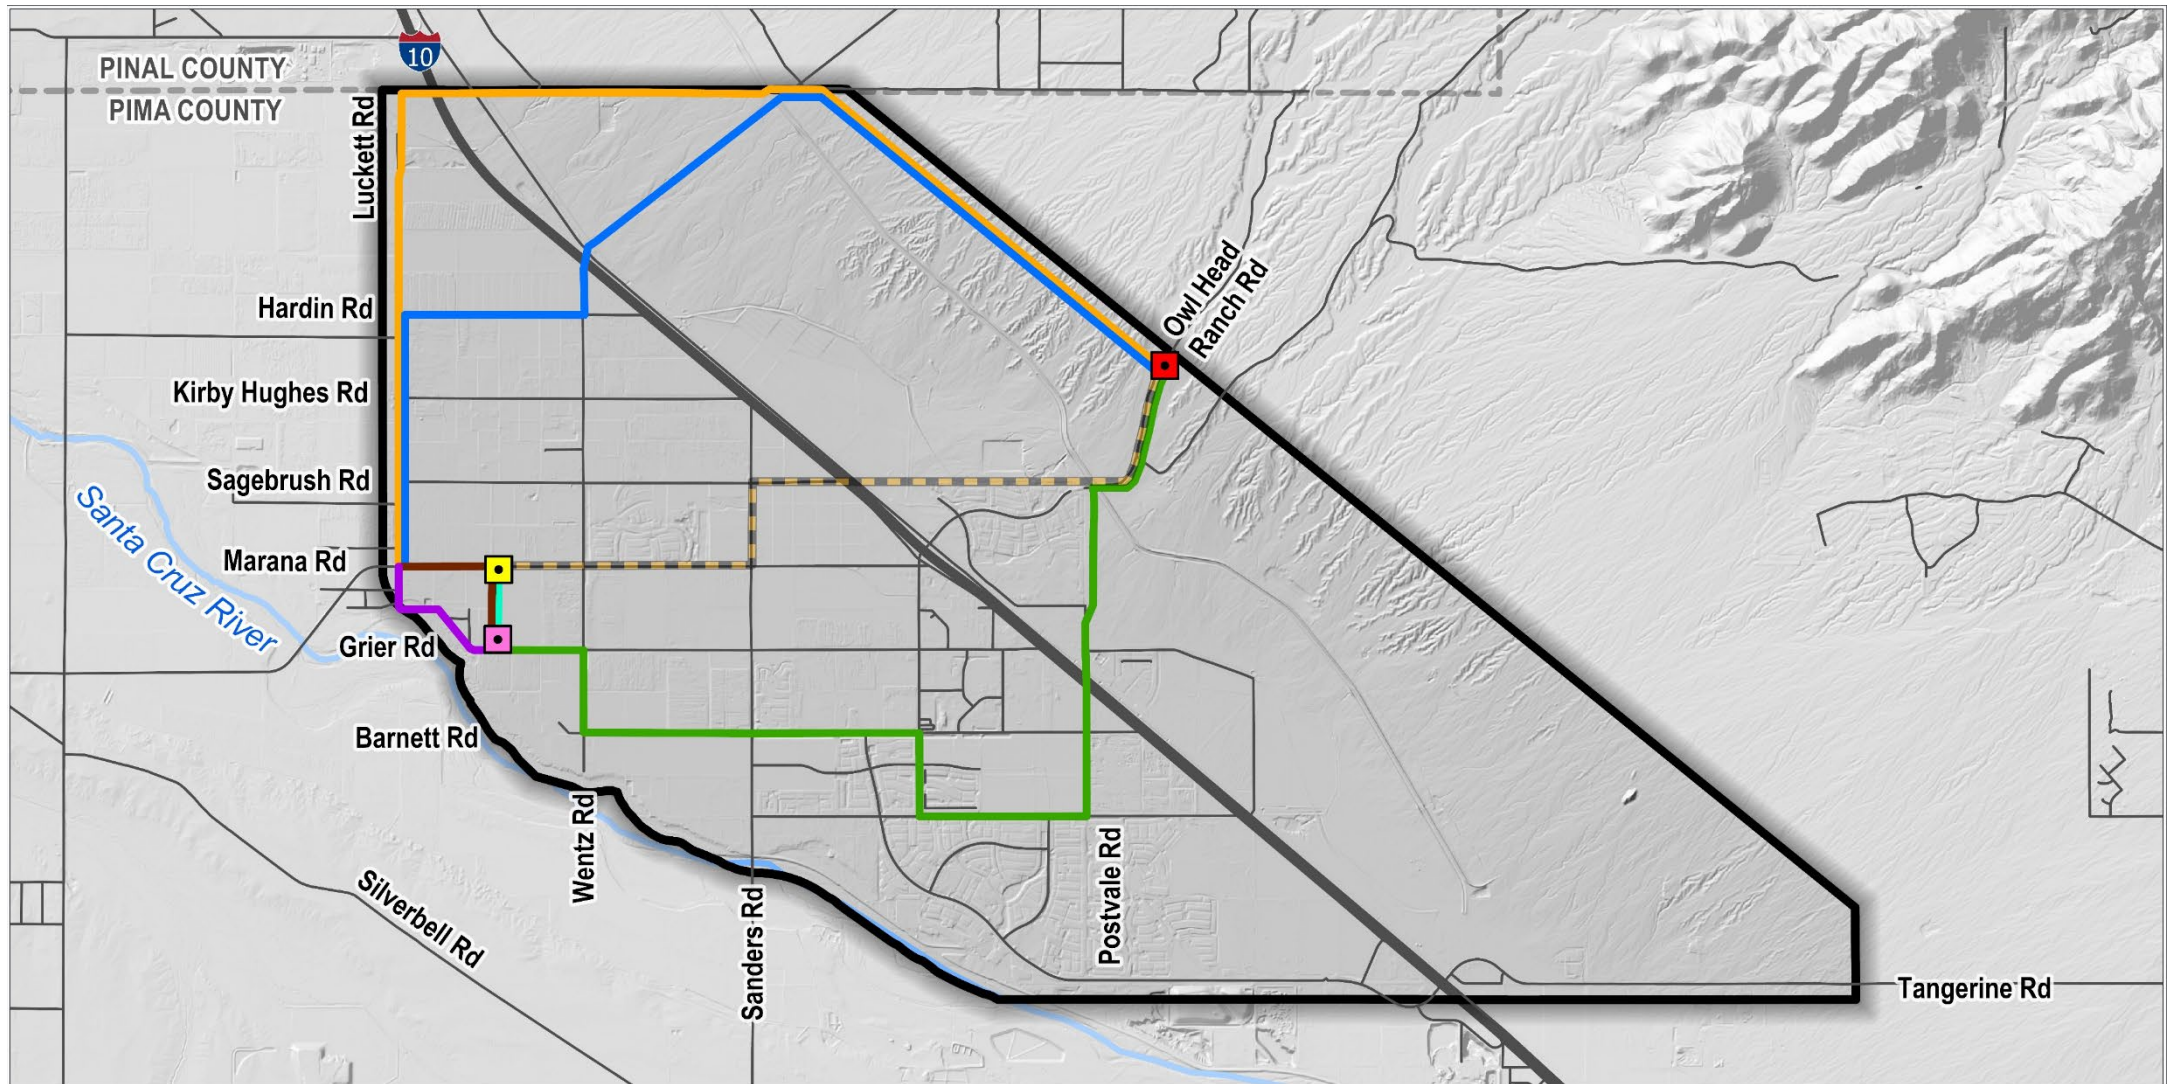 10
PINAL COUNTY
PIMA COUNTY
Luckett Rd
Owl Head
Ranch Rd
Hardin Rd
Kirby Hughes Rd
Sagebrush Rd
Santa Cruz River
Marana Rd
Grier Rd
Barnett Rd
Wentz Rd
Silverbell Rd
Sanders Rd
Postvale Rd
Tangerine Rd